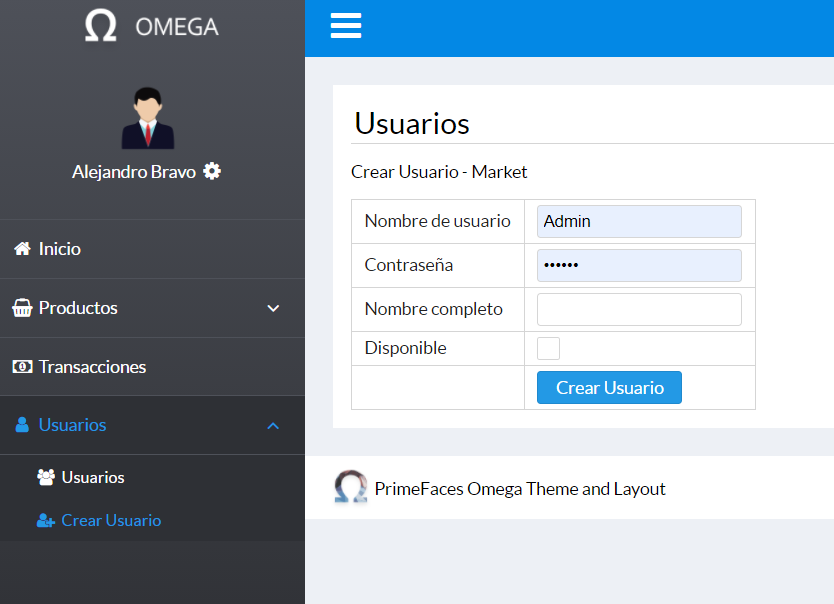 Ω OMEGA
Alejandro Bravo
Inicio
Productos
Transacciones
Usuarios
Usuarios
Crear Usuario
Usuarios
Crear Usuario - Market
Nombre de usuario Admin
Contraseña ••••••
Nombre completo
Disponible
Crear Usuario
Ω PrimeFaces Omega Theme and Layout